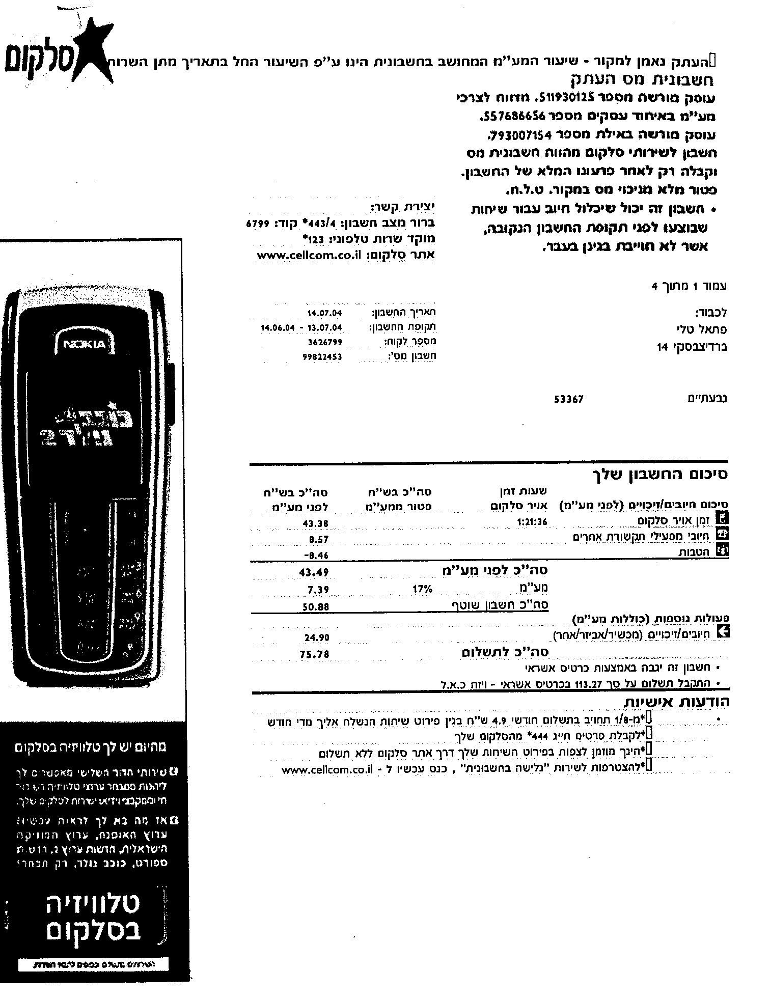 סלקום
העתק נאמן למקור - שיעור המע"מ המחושב בחשבונית הינו ע"פ השיעור החל בתאריך מתן השרות
חשבונית מס העתק
עוסק מורשה מספר 511930125. מדווח לצרכי
מע"מ באיחוד עסקים מספר 557686656.
עוסק מורשה באילת מספר 793007154.
חשבון לשירותי סלקום מהווה חשבונית מס
וקבלה רק לאחר פרעונו המלא של החשבון.
פטור מלא מניכוי מס במקור. ט.ל.ח.
• חשבון זה יכול שיכלול חיוב עבור שיחות
שבוצעו לפני תקופת החשבון הנקובה,
אשר לא חוייבת בגינן בעבר.
יצירת קשר:
ברור מצב חשבון: 443/4* קוד: 6799
מוקד שרות טלפוני: 123*
אתר סלקום: www.cellcom.co.il
עמוד 1 מתוך 4
לכבוד:
פתאל טלי
ברדיצבסקי 14
גבעתיים 53367
תאריך החשבון: 14.07.04
תקופת החשבון: 14.06.04 - 13.07.04
מספר לקוח: 3626799
חשבון מס': 99822453
סיכום החשבון שלך
סיכום חיובים/זיכויים (לפני מע"מ) שעות זמן אויר סלקום סה"כ בש"ח פטור ממע"מ סה"כ בש"ח לפני מע"מ
זמן אויר סלקום 1:21:36 43.38
חיובי מפעילי תקשורת אחרים 8.57
הטבות -8.46
סה"כ לפני מע"מ 43.49
מע"מ 17% 7.39
סה"כ חשבון שוטף 50.88
פעולות נוספות (כוללות מע"מ)
חיובים/זיכויים (מכשיר/אביזר/אחר) 24.90
סה"כ לתשלום 75.78
• חשבון זה יגבה באמצעות כרטיס אשראי
• התקבל תשלום על סך 113.27 בכרטיס אשראי - ויזה כ.א.ל
הודעות אישיות
• *מ-1/8 תחויב בתשלום חודשי 4.9 ש"ח בגין פירוט שיחות הנשלח אליך מדי חודש
*לקבלת פרטים חייג 444* מהסלקום שלך
*הינך מוזמן לצפות בפירוט השיחות שלך דרך אתר סלקום ללא תשלום
*להצטרפות לשירות "גלישה בחשבונית" , כנס עכשיו ל - www.cellcom.co.il
NOKIA
כוכב
נולד 2
מהיום יש לך טלוויזיה בסלקום
שירותי הדור השלישי מאפשרים לך
ליהנות ממבחר ערוצי טלוויזיה בשידור
חי וממקבצי וידיאו ישירות לסלקום שלך.
אז מה בא לך לראות עכשיו?
ערוץ האופנה, ערוץ המוזיקה
הישראלית, חדשות ערוץ 2,
ספורט, כוכב נולד, רק תבחר!
טלוויזיה
בסלקום